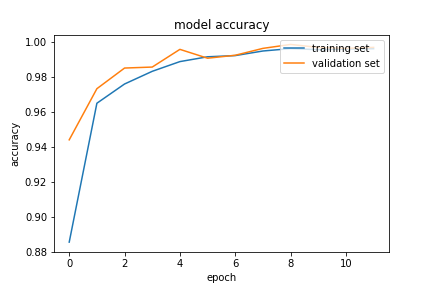 model accuracy
1.00
0.98
0.96
0.94
0.92
0.90
0.88
accuracy
training set
validation set
0 2 4 6 8 10
epoch